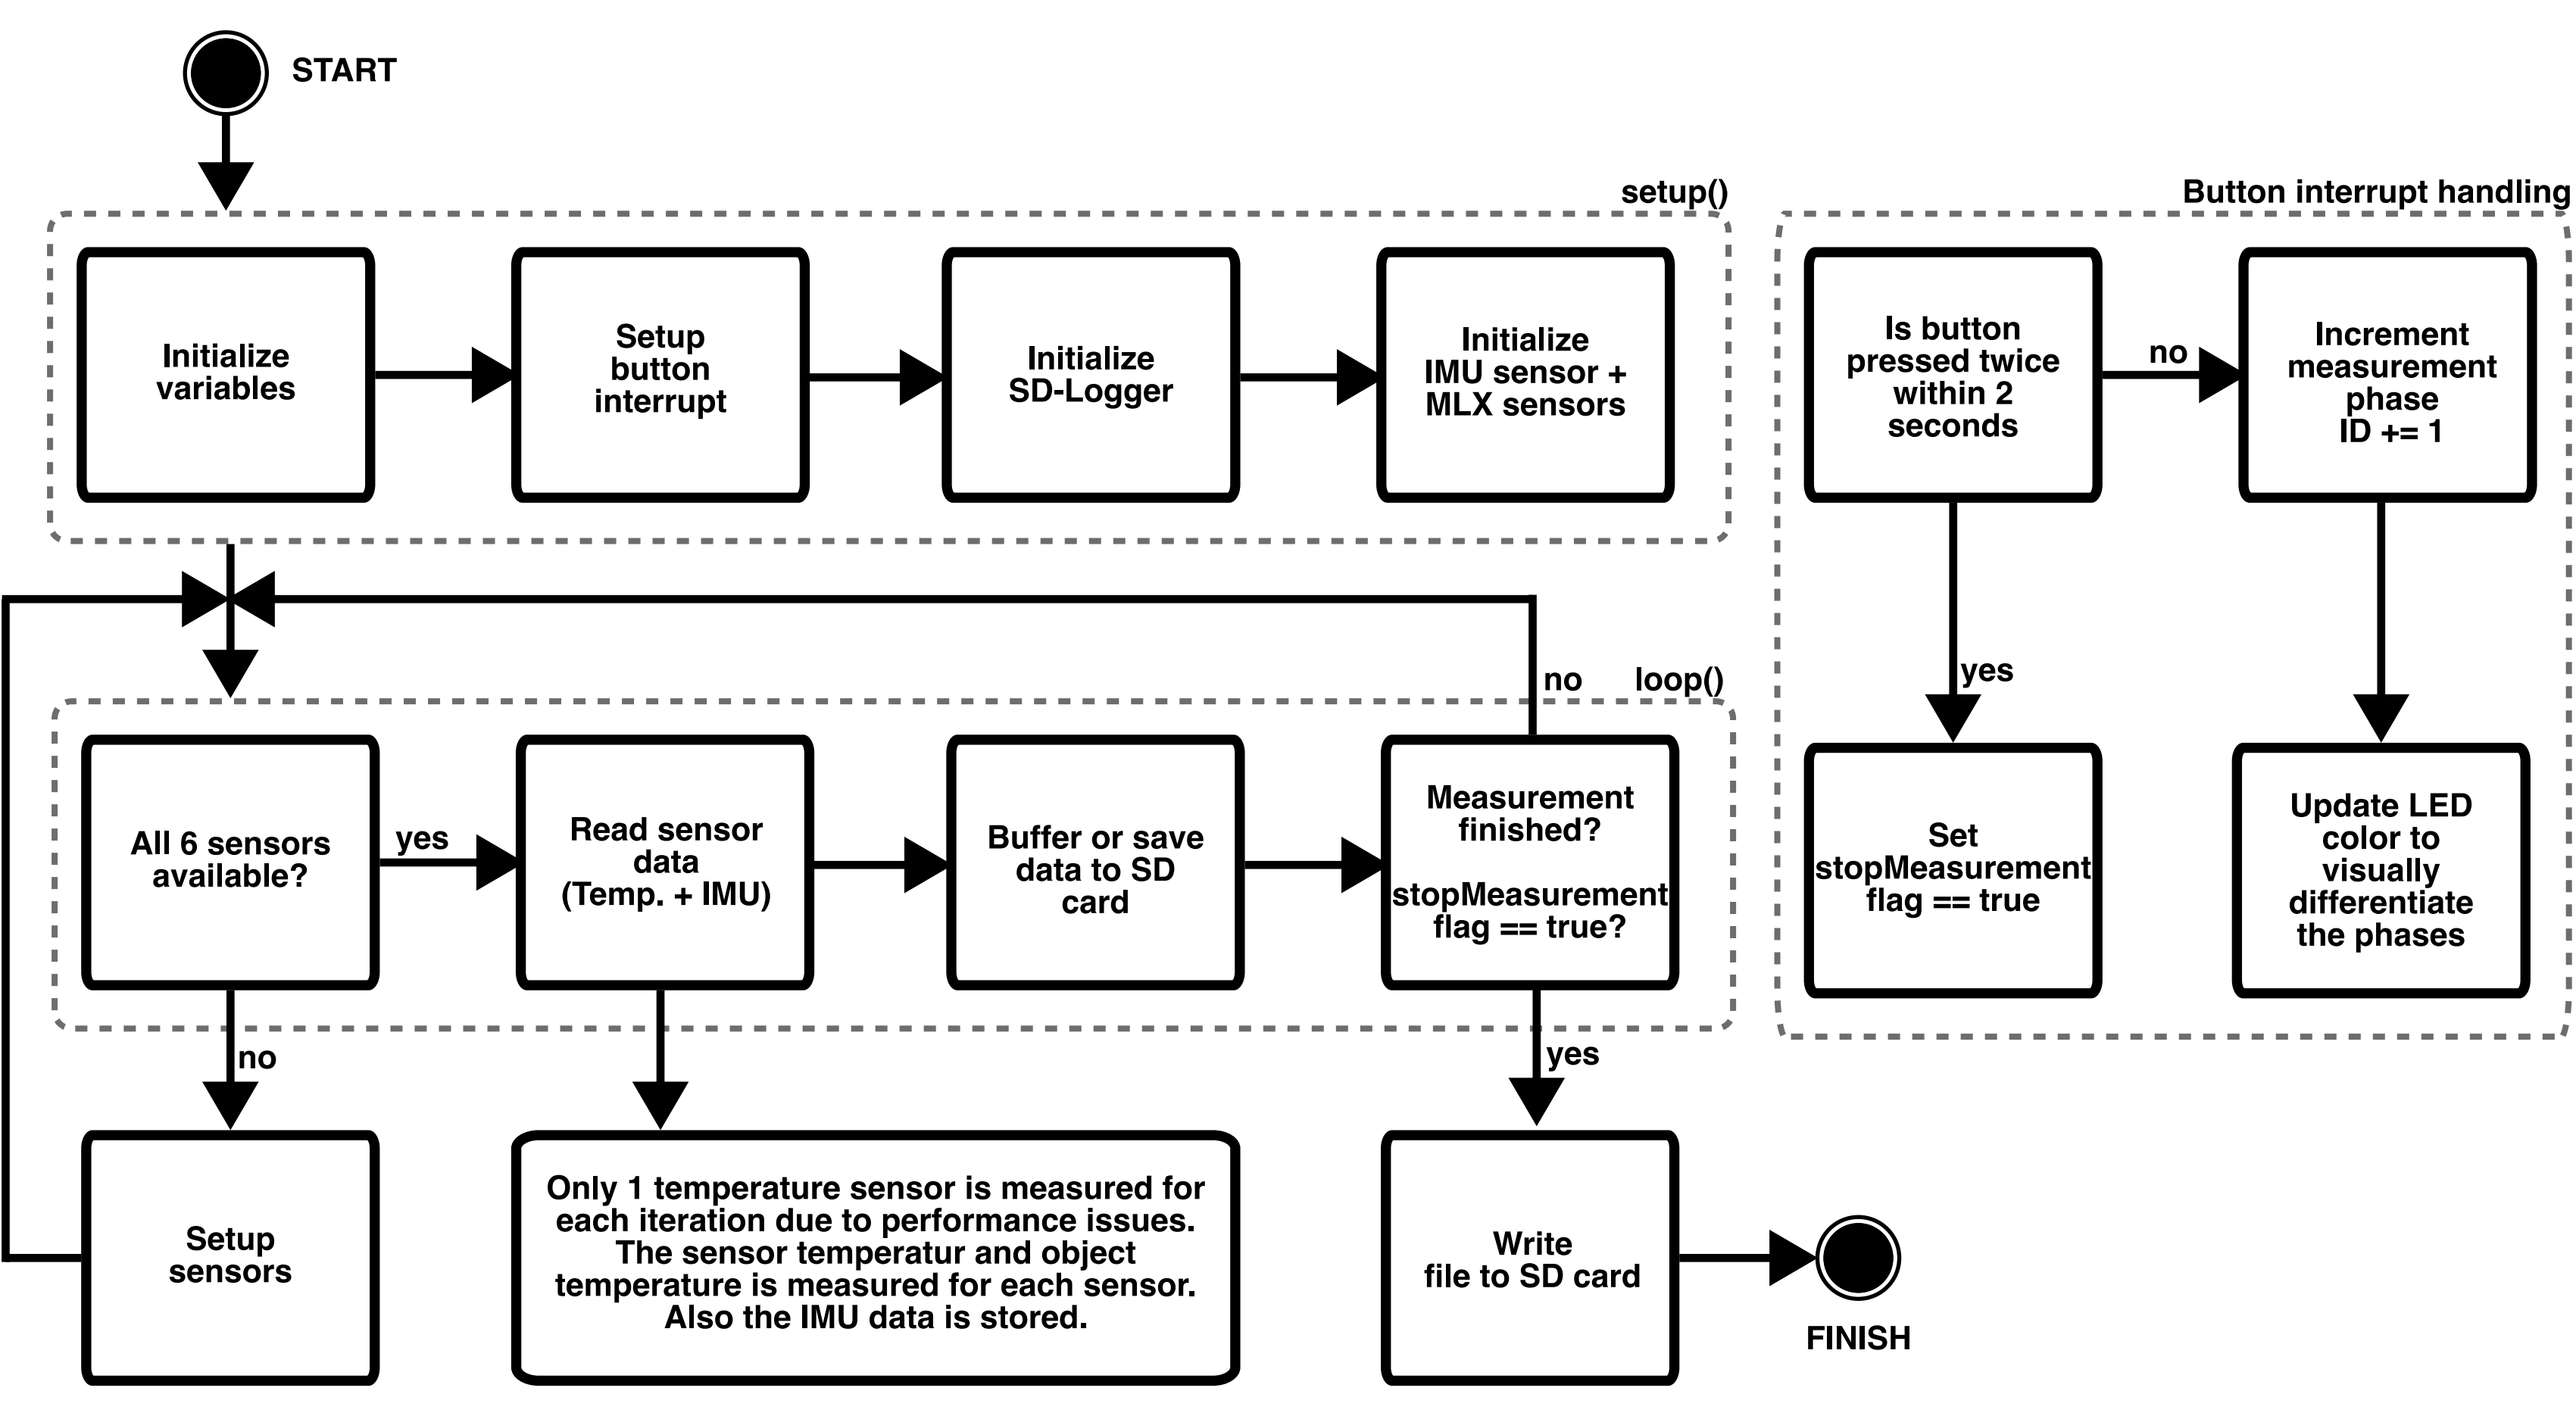 START
setup()
Initialize
variables
Setup
button
interrupt
Initialize
SD-Logger
Initialize
IMU sensor +
MLX sensors
Button interrupt handling
Is button
pressed twice
within 2
seconds
no
Increment
measurement
phase
ID += 1
yes
Set
stopMeasurement
flag == true
Update LED
color to
visually
differentiate
the phases
no
loop()
All 6 sensors
available?
yes
Read sensor
data
(Temp. + IMU)
Buffer or save
data to SD
card
Measurement
finished?
stopMeasurement
flag == true?
no
yes
Setup
sensors
Only 1 temperature sensor is measured for
each iteration due to performance issues.
The sensor temperatur and object
temperature is measured for each sensor.
Also the IMU data is stored.
Write
file to SD card
FINISH